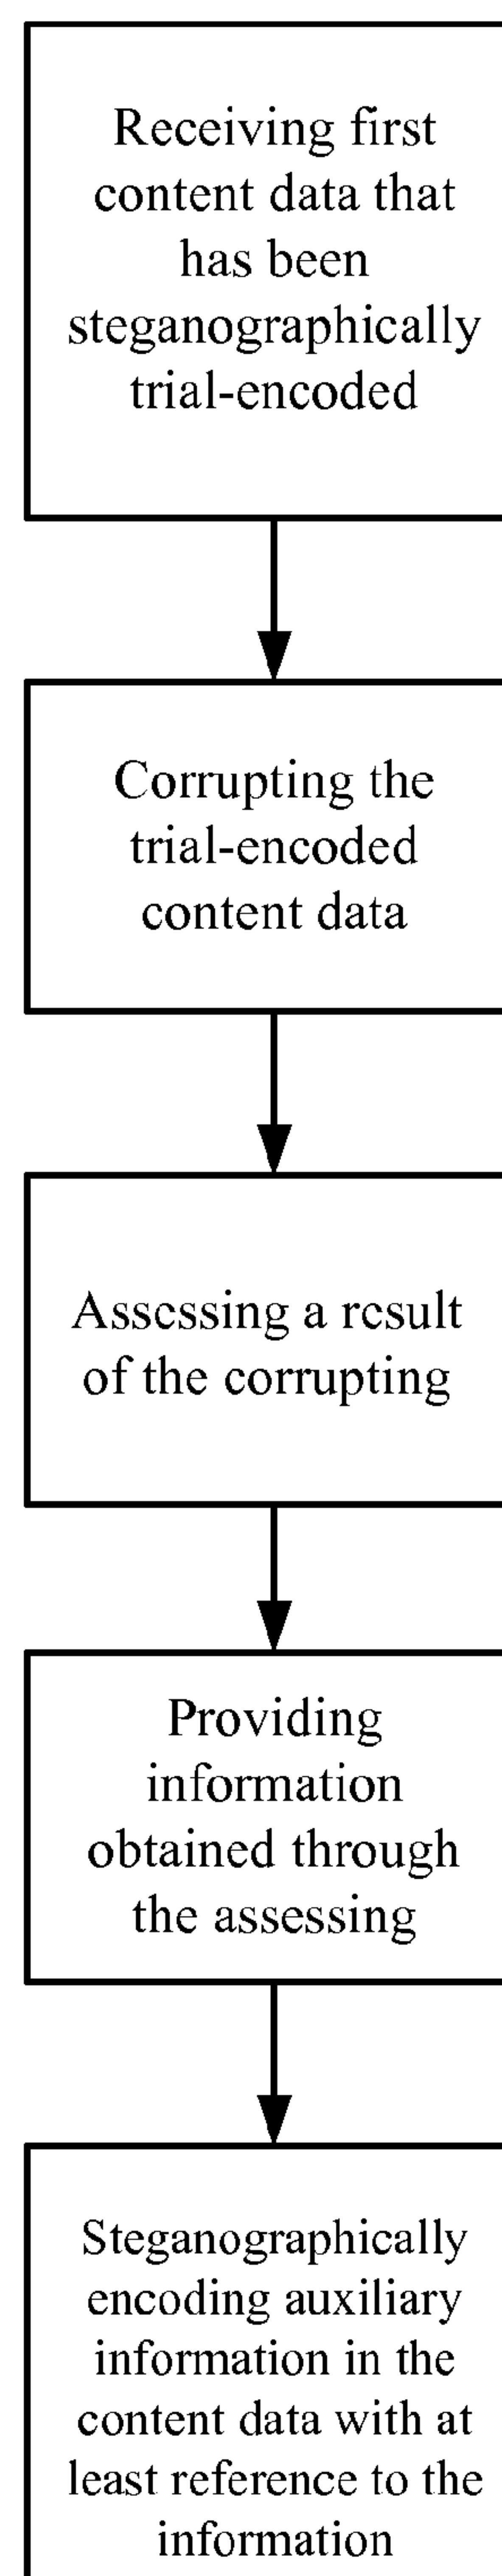 Receiving first
content data that
has been
steganographically
trial-encoded
Corrupting the
trial-encoded
content data
Assessing a result
of the corrupting
Providing
information
obtained through
the assessing
Steganographically
encoding auxiliary
information in the
content data with at
least reference to the
information